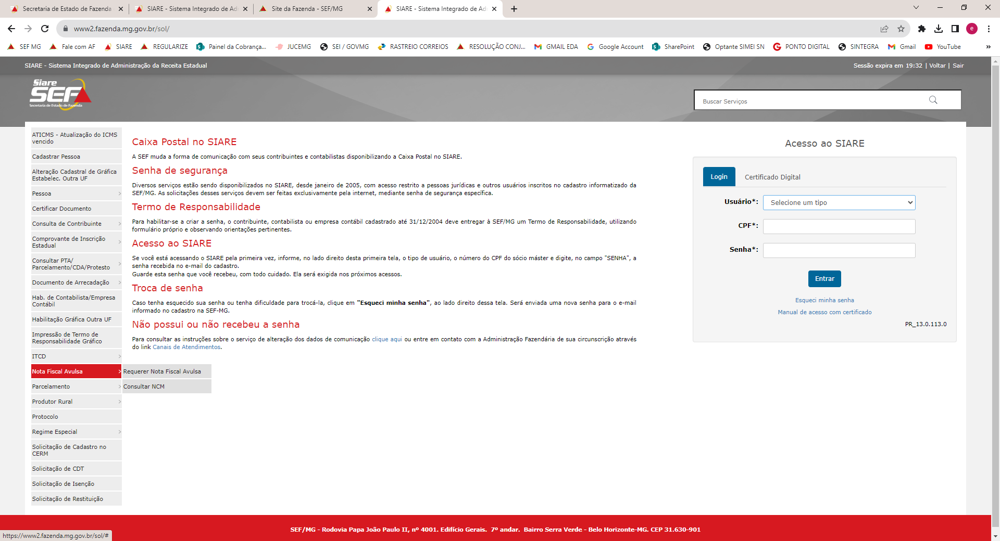 Secretaria de Estado de Fazenda
SIARE - Sistema Integrado de Ad
Site da Fazenda - SEF/MG
SIARE - Sistema Integrado de Ad
www2.fazenda.mg.gov.br/sol/
e
SEF MG
Fale com AF
SIARE
REGULARIZE
Painel da Cobrança...
JUCEMG
SEI / GOVMG
RASTREIO CORREIOS
RESOLUÇÃO CONJ...
GMAIL EDA
Google Account
SharePoint
Optante SIMEI SN
PONTO DIGITAL
SINTEGRA
Gmail
YouTube
»
SIARE - Sistema Integrado de Administração da Receita Estadual
Sessão expira em 19:32 | Voltar | Sair
Siare
SEF
Secretaria de Estado de Fazenda
Buscar Serviços
ATICMS - Atualização do ICMS
vencido
Cadastrar Pessoa
Alteração Cadastral de Gráfica
Estabelec. Outra UF
Pessoa
Certificar Documento
Consulta de Contribuinte
Comprovante de Inscrição
Estadual
Consultar PTA/
Parcelamento/CDA/Protesto
Documento de Arrecadação
Hab. de Contabilista/Empresa
Contábil
Habilitação Gráfica Outra UF
Impressão de Termo de
Responsabilidade Gráfico
ITCD
Nota Fiscal Avulsa
Requerer Nota Fiscal Avulsa
Parcelamento
Consultar NCM
Produtor Rural
Protocolo
Regime Especial
Solicitação de Cadastro no
CERM
Solicitação de CDT
Solicitação de Isenção
Solicitação de Restituição
Caixa Postal no SIARE
A SEF muda a forma de comunicação com seus contribuintes e contabilistas disponibilizando a Caixa Postal no SIARE.
Senha de segurança
Diversos serviços estão sendo disponibilizados no SIARE, desde janeiro de 2005, com acesso restrito a pessoas jurídicas e outros usuários inscritos no cadastro informatizado da
SEF/MG. As solicitações desses serviços devem ser feitas exclusivamente pela internet, mediante senha de segurança específica.
Termo de Responsabilidade
Para habilitar-se a criar a senha, o contribuinte, contabilista ou empresa contábil cadastrado até 31/12/2004 deve entregar à SEF/MG um Termo de Responsabilidade, utilizando
formulário próprio e observando orientações pertinentes.
Acesso ao SIARE
Se você está acessando o SIARE pela primeira vez, informe, no lado direito desta primeira tela, o tipo de usuário, o número do CPF do sócio máster e digite, no campo "SENHA", a
senha recebida no e-mail do cadastro.
Guarde esta senha que você recebeu, com todo cuidado. Ela será exigida nos próximos acessos.
Troca de senha
Caso tenha esquecido sua senha ou tenha dificuldade para trocá-la, clique em "Esqueci minha senha", ao lado direito dessa tela. Será enviada uma nova senha para o e-mail
informado no cadastro na SEF-MG.
Não possui ou não recebeu a senha
Para consultar as instruções sobre o serviço de alteração dos dados de comunicação clique aqui ou entre em contato com a Administração Fazendária de sua circunscrição através
do link Canais de Atendimentos.
Acesso ao SIARE
Login
Certificado Digital
Usuário*:
Selecione um tipo
CPF*:
Senha*:
Entrar
Esqueci minha senha
Manual de acesso com certificado
PR_13.0.113.0
SEF/MG - Rodovia Papa João Paulo II, nº 4001. Edifício Gerais. 7º andar. Bairro Serra Verde - Belo Horizonte-MG. CEP 31.630-901
https://www2.fazenda.mg.gov.br/sol/#